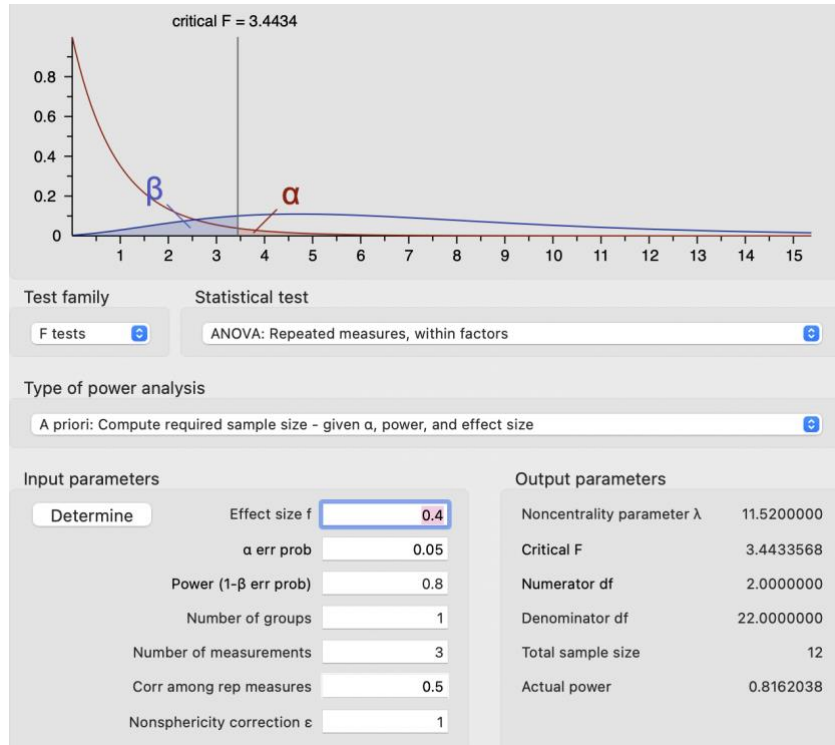 critical F = 3.4434
0.8
0.6
0.4
0.2
0
β
α
1 2 3 4 5 6 7 8 9 10 11 12 13 14 15
Test family Statistical test
F tests ANOVA: Repeated measures, within factors
Type of power analysis
A priori: Compute required sample size - given α, power, and effect size
Input parameters Output parameters
Determine Effect size f 0.4 Noncentrality parameter λ 11.5200000
α err prob 0.05 Critical F 3.4433568
Power (1-β err prob) 0.8 Numerator df 2.0000000
Number of groups 1 Denominator df 22.0000000
Number of measurements 3 Total sample size 12
Corr among rep measures 0.5 Actual power 0.8162038
Nonsphericity correction ε 1